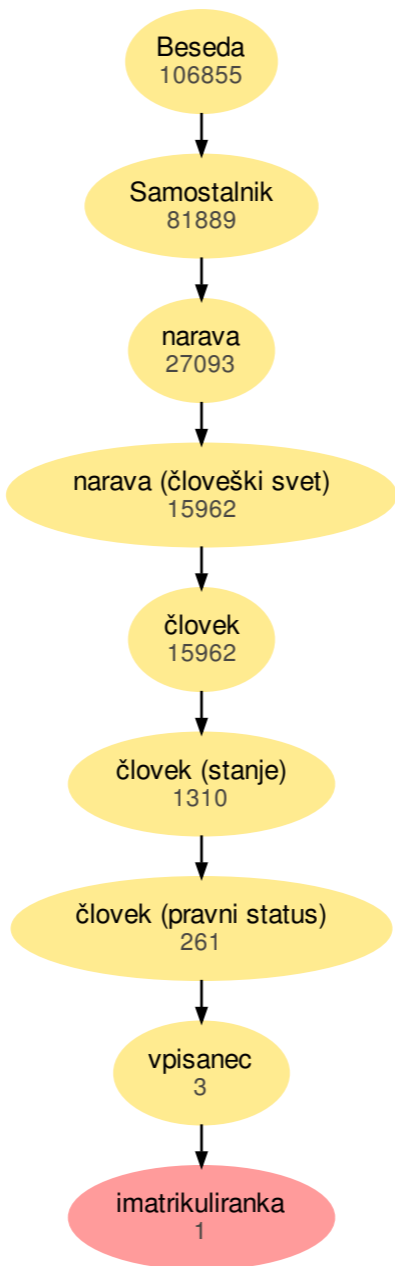 Beseda
106855
Samostalnik
81889
narava
27093
narava (človeški svet)
15962
človek
15962
človek (stanje)
1310
človek (pravni status)
261
vpisanec
3
imatrikuliranka
1